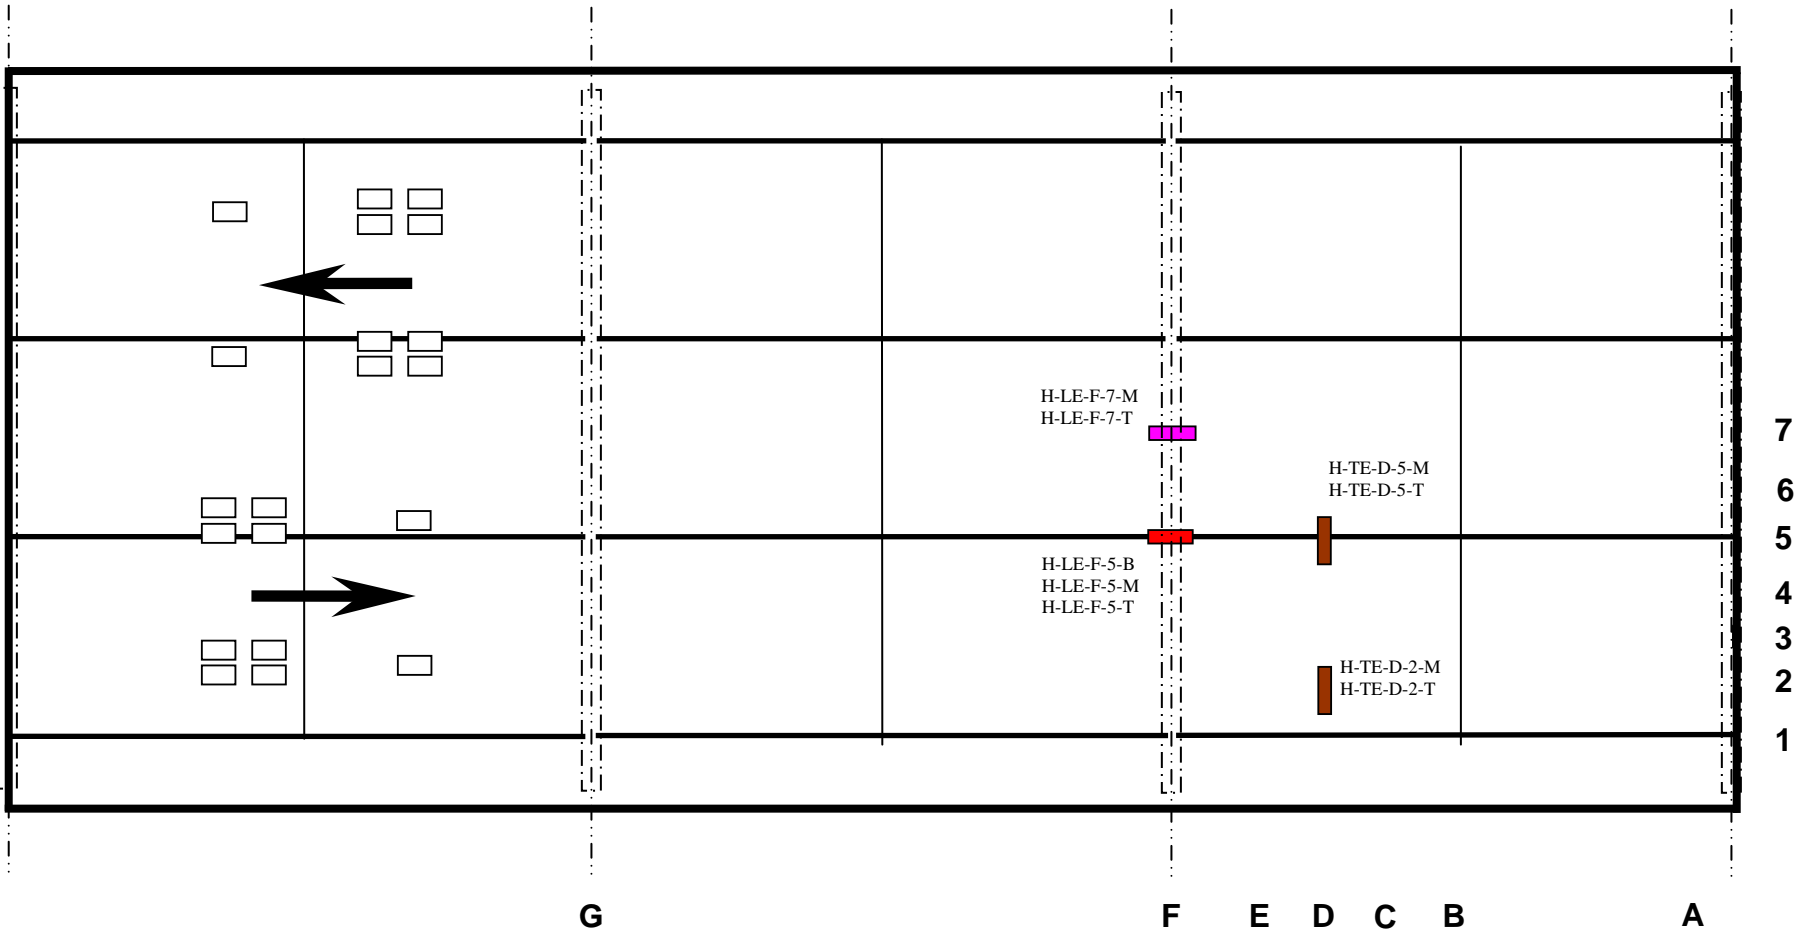 H-LE-F-7-M
H-LE-F-7-T
7
H-TE-D-5-M
H-TE-D-5-T
6
5
H-LE-F-5-B
H-LE-F-5-M
H-LE-F-5-T
4
3
H-TE-D-2-M
H-TE-D-2-T
2
1
G F E D C B A